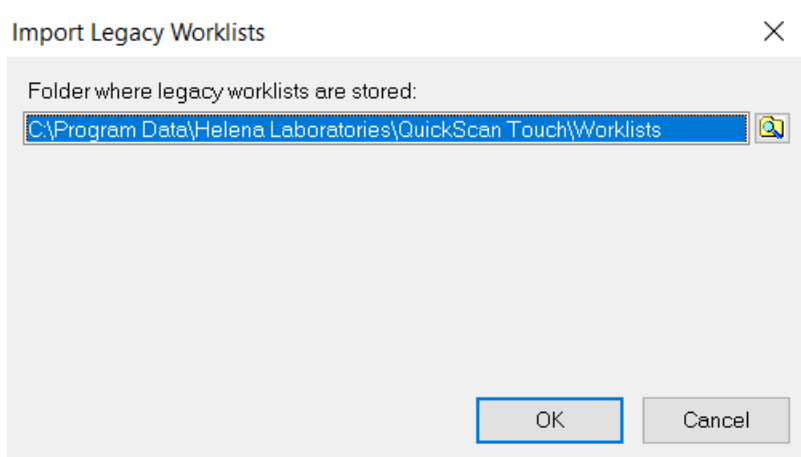 Import Legacy Worklists
Folder where legacy worklists are stored:
C:\Program Data\Helena Laboratories\QuickScan Touch\Worklists
OK
Cancel